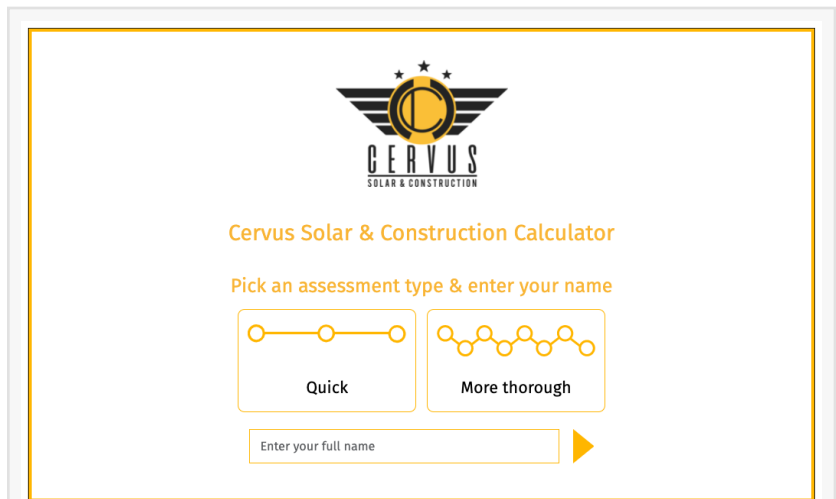 CERVUS
SOLAR & CONSTRUCTION
Cervus Solar & Construction Calculator
Pick an assessment type & enter your name
Quick
More thorough
Enter your full name